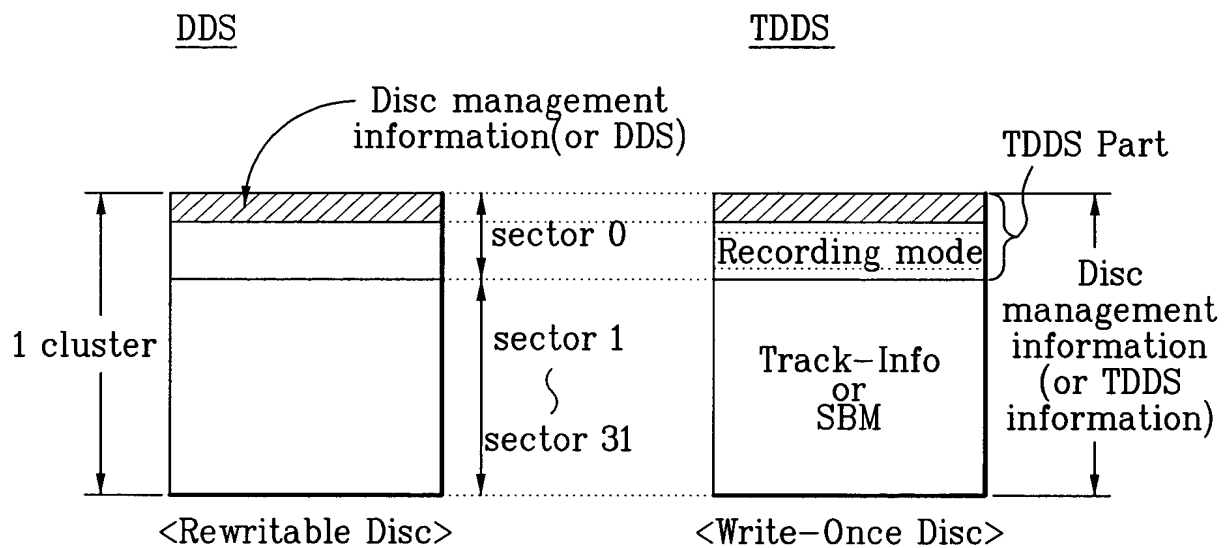 DDS
TDDS
Disc management
information(or DDS)
TDDS Part
sector 0
Recording mode
1 cluster
sector 1
sector 31
Track-Info
or
SBM
Disc
management
information
(or TDDS
information)
<Rewritable Disc>
<Write-Once Disc>